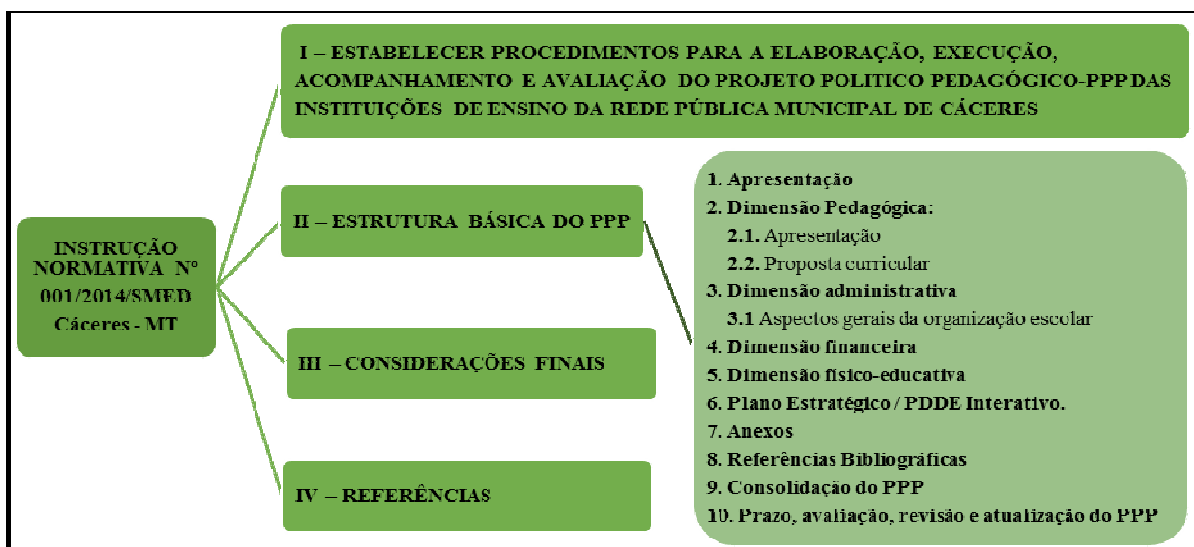 I – ESTABELECER PROCEDIMENTOS PARA A ELABORAÇÃO, EXECUÇÃO,
ACOMPANHAMENTO E AVALIAÇÃO DO PROJETO POLITICO PEDAGÓGICO-PPP DAS
INSTITUIÇÕES DE ENSINO DA REDE PÚBLICA MUNICIPAL DE CÁCERES
INSTRUÇÃO
NORMATIVA Nº
001/2014/SMED
Cáceres - MT
II – ESTRUTURA BÁSICA DO PPP
III – CONSIDERAÇÕES FINAIS
IV – REFERÊNCIAS
1. Apresentação
2. Dimensão Pedagógica:
2.1. Apresentação
2.2. Proposta curricular
3. Dimensão administrativa
3.1 Aspectos gerais da organização escolar
4. Dimensão financeira
5. Dimensão físico-educativa
6. Plano Estratégico / PDDE Interativo.
7. Anexos
8. Referências Bibliográficas
9. Consolidação do PPP
10. Prazo, avaliação, revisão e atualização do PPP